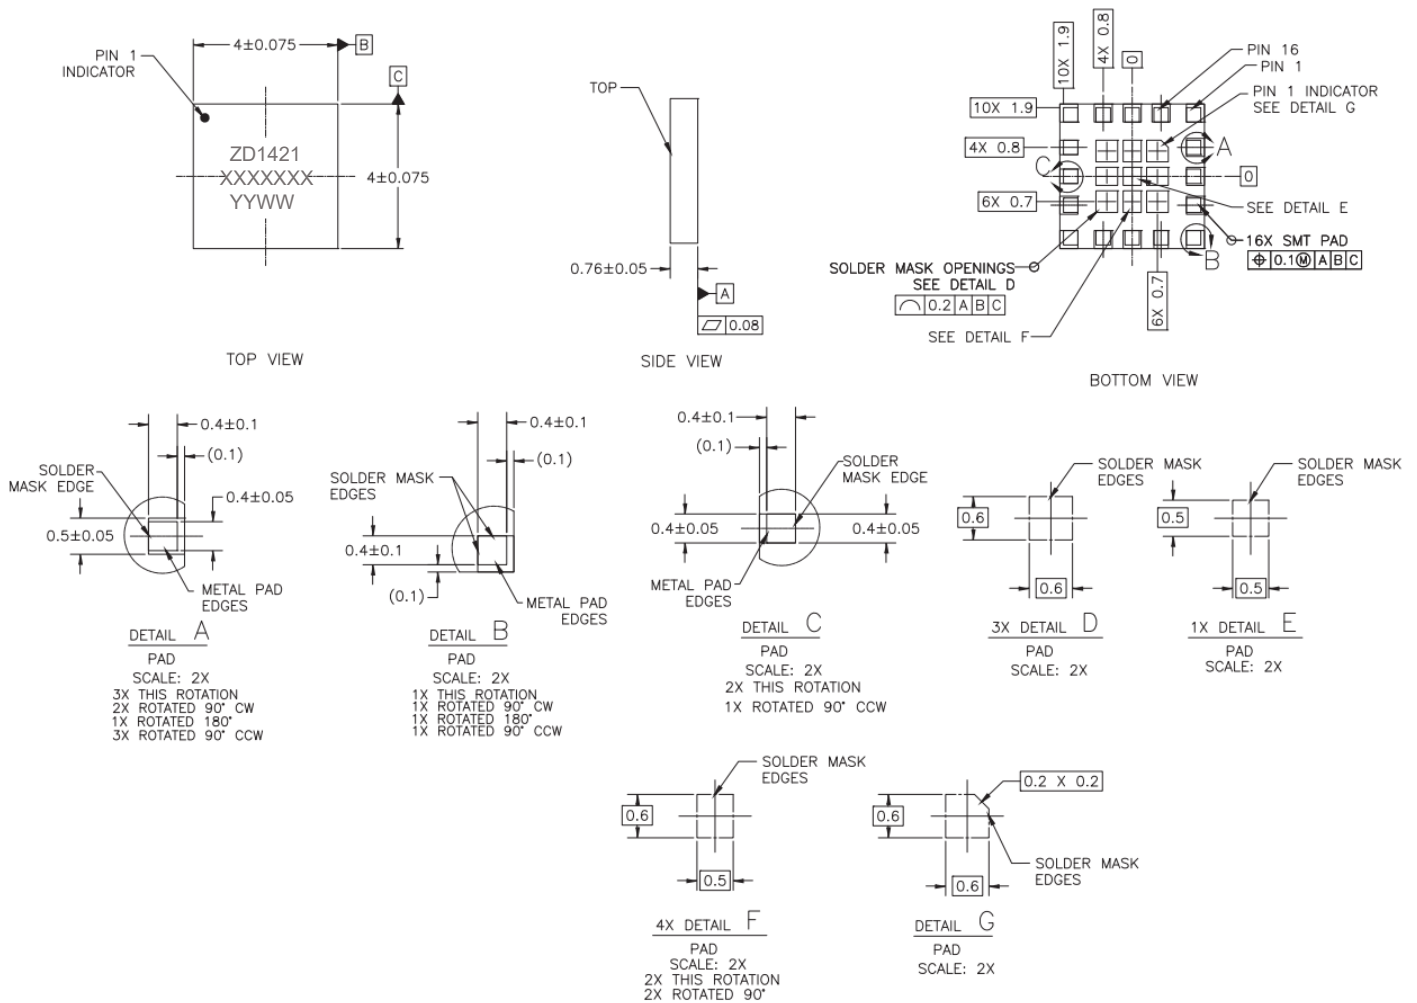 PIN 1
INDICATOR
4±0.075
B
C
ZD1421
XXXXXXX
YYWW
4±0.075
TOP VIEW
TOP
0.76±0.05
A
▱ 0.08
SIDE VIEW
10X 1.9
4X 0.8
0
10X 1.9
4X 0.8
C
6X 0.7
PIN 16
PIN 1
PIN 1 INDICATOR
SEE DETAIL G
A
0
SEE DETAIL E
16X SMT PAD
⌖ 0.1Ⓜ A B C
B
SOLDER MASK OPENINGS
SEE DETAIL D
⌒ 0.2 A B C
6X 0.7
SEE DETAIL F
BOTTOM VIEW
0.4±0.1
(0.1)
SOLDER
MASK EDGE
0.4±0.05
0.5±0.05
METAL PAD
EDGES
DETAIL A
PAD
SCALE: 2X
3X THIS ROTATION
2X ROTATED 90° CW
1X ROTATED 180°
3X ROTATED 90° CCW
0.4±0.1
(0.1)
SOLDER MASK
EDGES
0.4±0.1
(0.1)
METAL PAD
EDGES
DETAIL B
PAD
SCALE: 2X
1X THIS ROTATION
1X ROTATED 90° CW
1X ROTATED 180°
1X ROTATED 90° CCW
0.4±0.1
(0.1)
SOLDER
MASK EDGE
0.4±0.05
0.4±0.05
METAL PAD
EDGES
DETAIL C
PAD
SCALE: 2X
2X THIS ROTATION
1X ROTATED 90° CCW
SOLDER MASK
EDGES
0.6
0.6
3X DETAIL D
PAD
SCALE: 2X
SOLDER MASK
EDGES
0.5
0.5
1X DETAIL E
PAD
SCALE: 2X
SOLDER MASK
EDGES
0.6
0.5
4X DETAIL F
PAD
SCALE: 2X
2X THIS ROTATION
2X ROTATED 90°
0.2 X 0.2
0.6
SOLDER MASK
EDGES
0.6
DETAIL G
PAD
SCALE: 2X